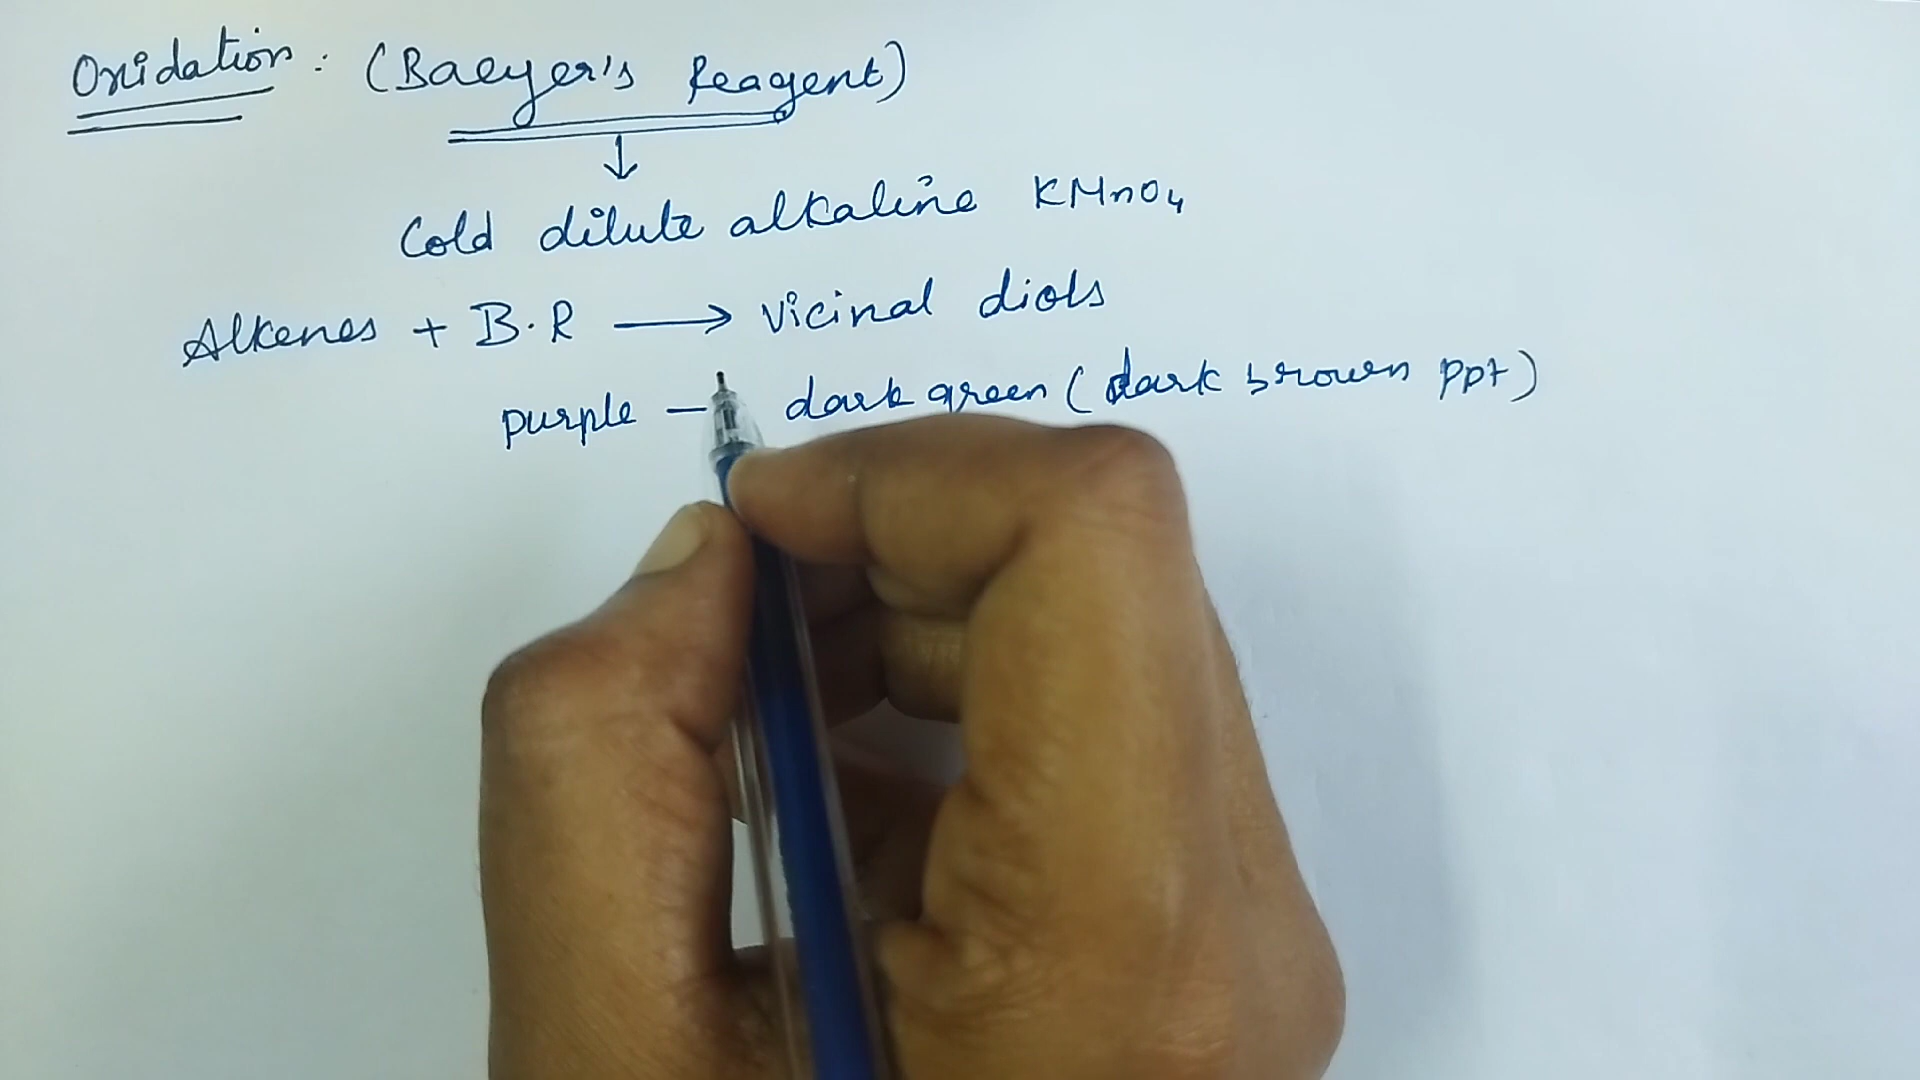 Oxidation : (Baeyer's Reagent)
↓
Cold dilute alkaline KMnO4
Alkenes + B.R ⟶ Vicinal diols
purple — dark green (dark brown ppt)